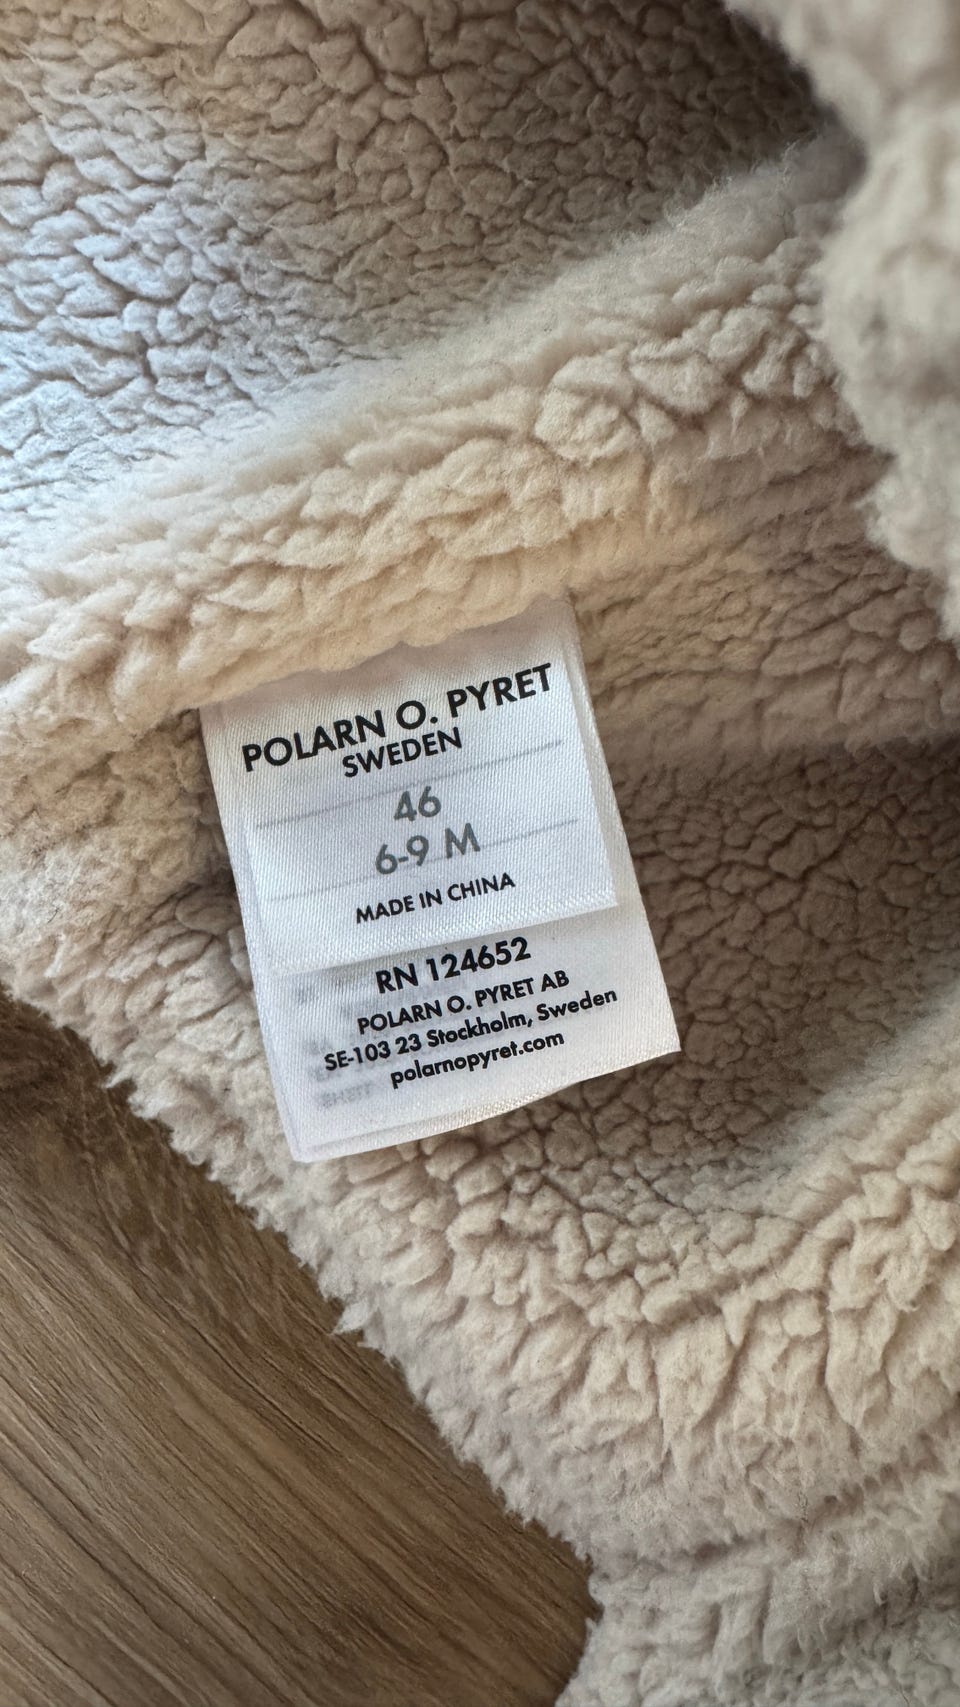 POLARN O. PYRET
SWEDEN
46
6-9 M
MADE IN CHINA
RN 124652
POLARN O. PYRET AB
SE-103 23 Stockholm, Sweden
polarnopyret.com